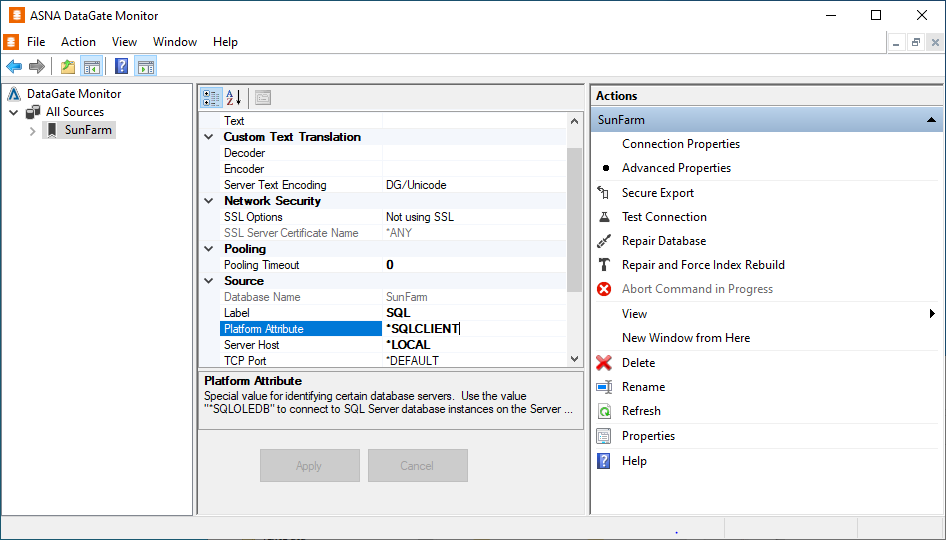 ASNA DataGate Monitor
File Action View Window Help
DataGate Monitor
All Sources
SunFarm
Text
Custom Text Translation
Decoder
Encoder
Server Text Encoding DG/Unicode
Network Security
SSL Options Not using SSL
SSL Server Certificate Name *ANY
Pooling
Pooling Timeout 0
Source
Database Name SunFarm
Label SQL
Platform Attribute *SQLCLIENT
Server Host *LOCAL
TCP Port *DEFAULT
Platform Attribute
Special value for identifying certain database servers. Use the value
"*SQLOLEDB" to connect to SQL Server database instances on the Server ...
Apply Cancel
Actions
SunFarm
Connection Properties
Advanced Properties
Secure Export
Test Connection
Repair Database
Repair and Force Index Rebuild
Abort Command in Progress
View
New Window from Here
Delete
Rename
Refresh
Properties
Help